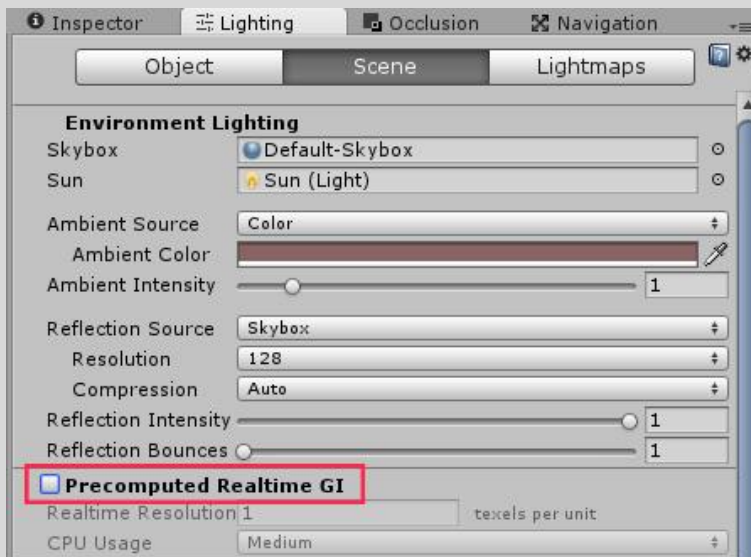 Inspector Lighting Occlusion Navigation
Object Scene Lightmaps
Environment Lighting
Skybox Default-Skybox
Sun Sun (Light)
Ambient Source Color
Ambient Color
Ambient Intensity 1
Reflection Source Skybox
Resolution 128
Compression Auto
Reflection Intensity 1
Reflection Bounces 1
Precomputed Realtime GI
Realtime Resolution 1 texels per unit
CPU Usage Medium